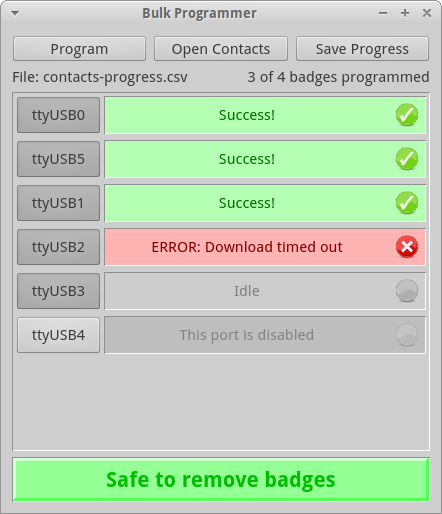 Bulk Programmer
Program Open Contacts Save Progress
File: contacts-progress.csv 3 of 4 badges programmed
ttyUSB0 Success!
ttyUSB5 Success!
ttyUSB1 Success!
ttyUSB2 ERROR: Download timed out
ttyUSB3 Idle
ttyUSB4 This port is disabled
Safe to remove badges